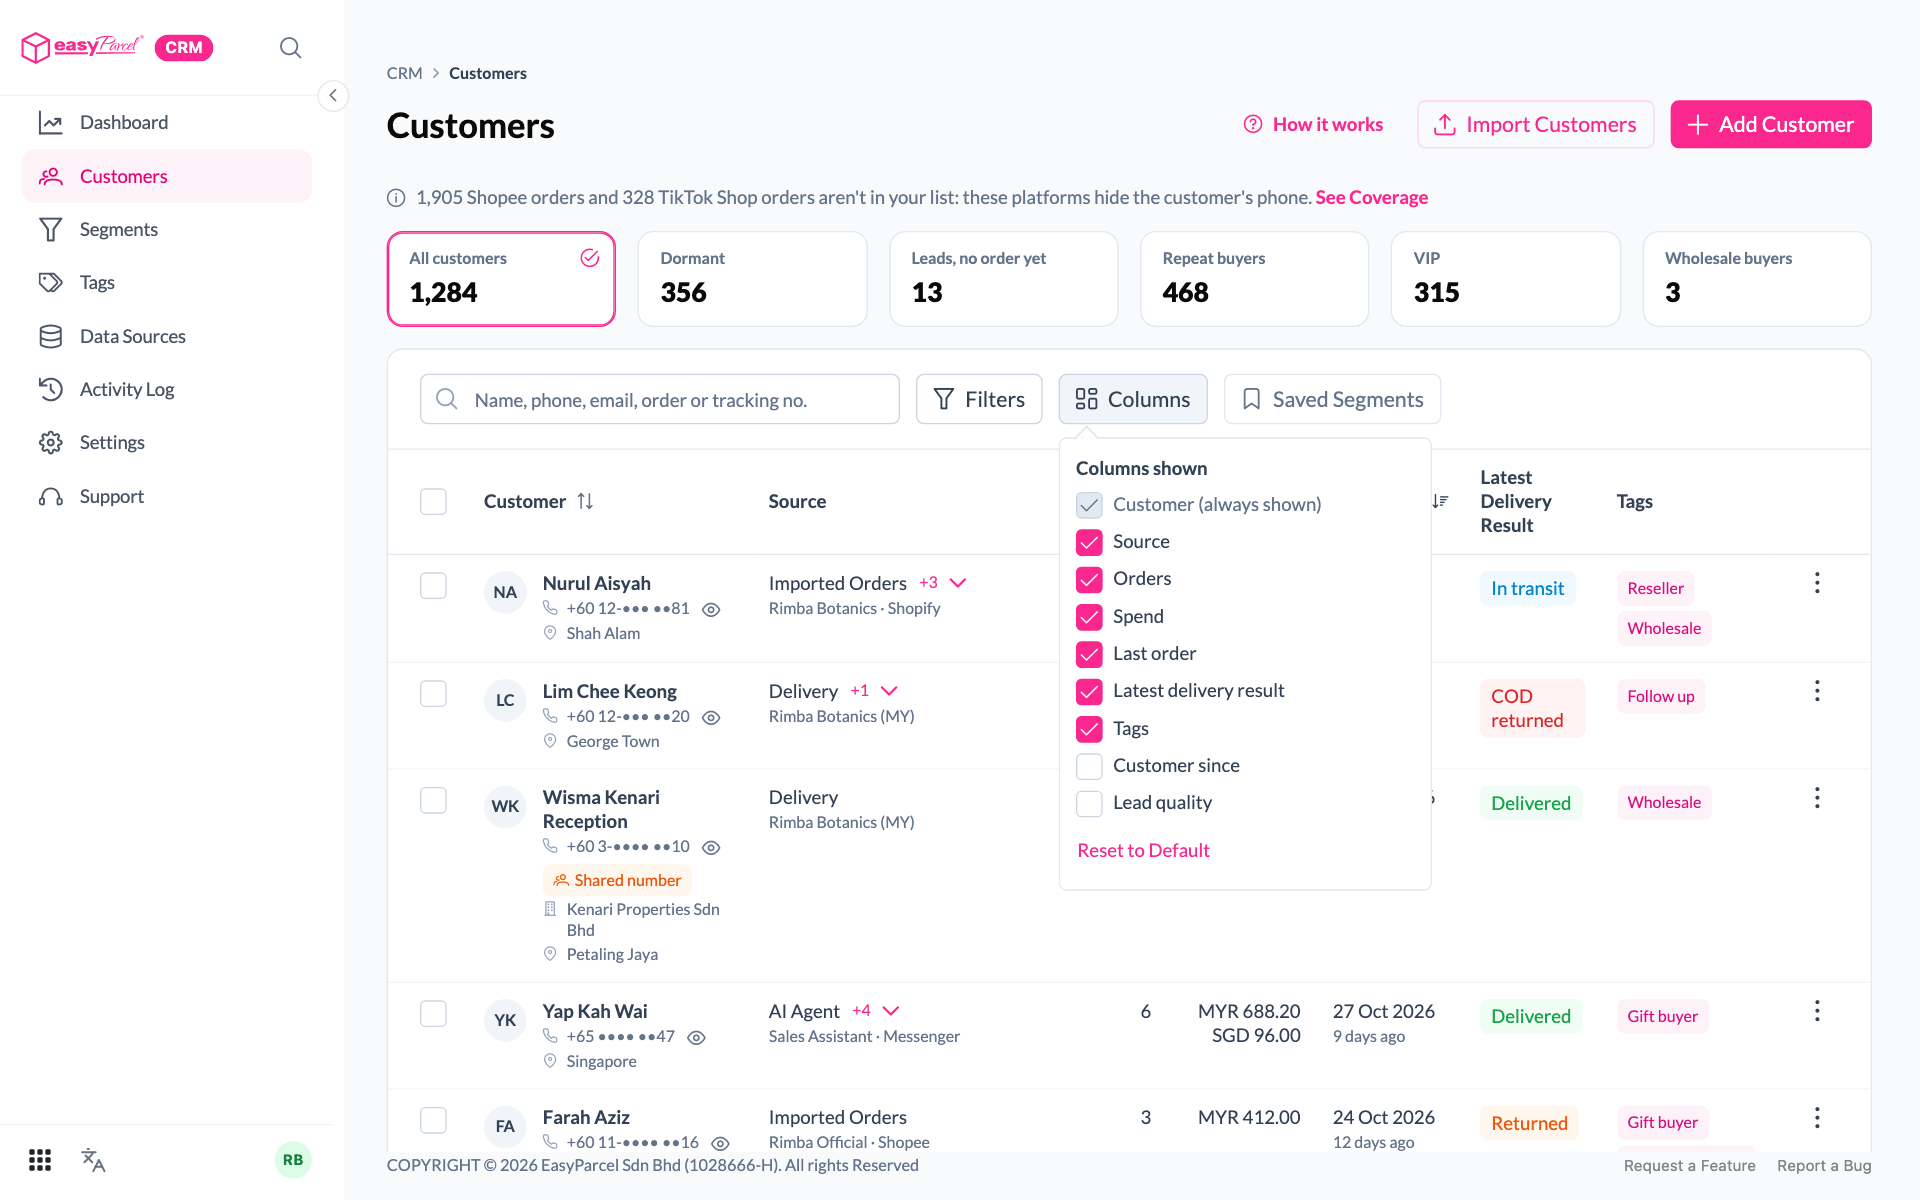 easyParcel CRM
Dashboard
Customers
Segments
Tags
Data Sources
Activity Log
Settings
Support
RB
CRM > Customers
Customers
How it works
Import Customers
+ Add Customer
1,905 Shopee orders and 328 TikTok Shop orders aren't in your list: these platforms hide the customer's phone. See Coverage
All customers
1,284
Dormant
356
Leads, no order yet
13
Repeat buyers
468
VIP
315
Wholesale buyers
3
Name, phone, email, order or tracking no.
Filters
Columns
Saved Segments
Columns shown
Customer (always shown)
Source
Orders
Spend
Last order
Latest delivery result
Tags
Customer since
Lead quality
Reset to Default
Customer
Source
Latest
Delivery
Result
Tags
NA
Nurul Aisyah
+60 12-••• ••81
Shah Alam
Imported Orders +3
Rimba Botanics · Shopify
In transit
Reseller
Wholesale
LC
Lim Chee Keong
+60 12-••• ••20
George Town
Delivery +1
Rimba Botanics (MY)
COD
returned
Follow up
WK
Wisma Kenari
Reception
+60 3-•••• ••10
Shared number
Kenari Properties Sdn
Bhd
Petaling Jaya
Delivery
Rimba Botanics (MY)
Delivered
Wholesale
YK
Yap Kah Wai
+65 •••• ••47
Singapore
AI Agent +4
Sales Assistant · Messenger
6
MYR 688.20
SGD 96.00
27 Oct 2026
9 days ago
Delivered
Gift buyer
FA
Farah Aziz
+60 11-•••• ••16
Imported Orders
Rimba Official · Shopee
3
MYR 412.00
24 Oct 2026
12 days ago
Returned
Gift buyer
COPYRIGHT © 2026 EasyParcel Sdn Bhd (1028666-H). All rights Reserved
Request a Feature
Report a Bug